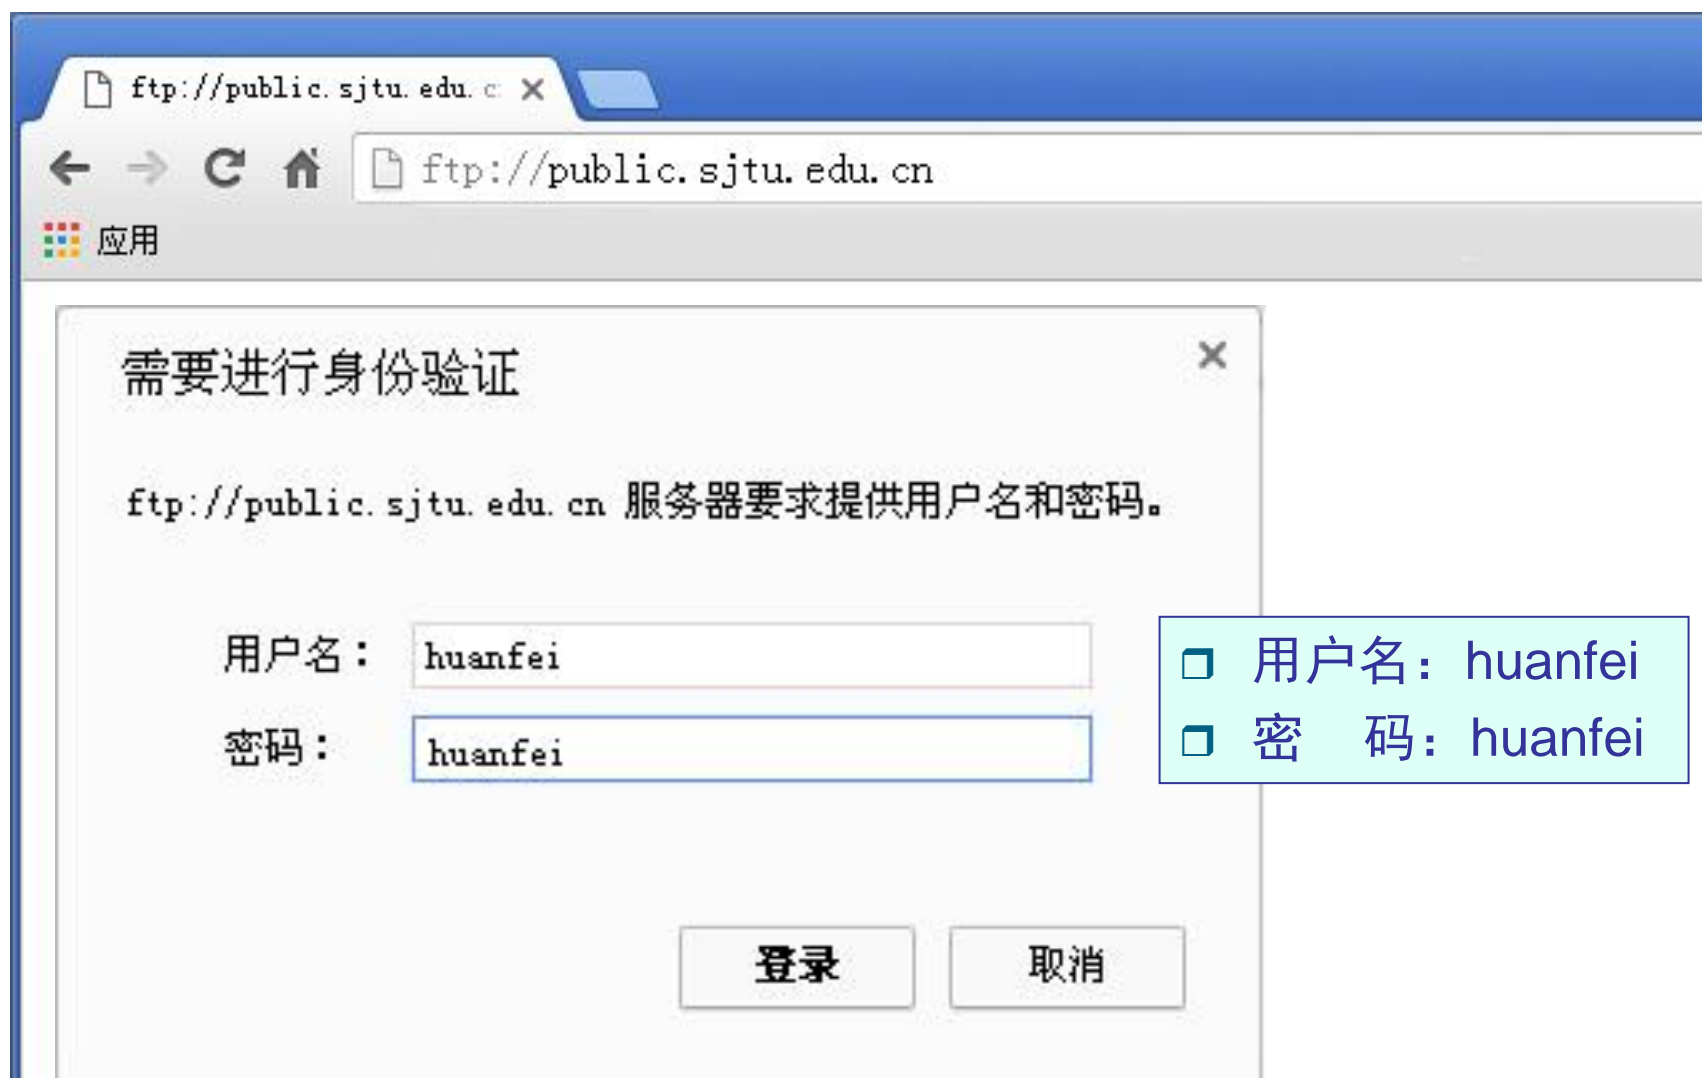 ftp://public.sjtu.edu.c
ftp://public.sjtu.edu.cn
应用
需要进行身份验证
ftp://public.sjtu.edu.cn 服务器要求提供用户名和密码。
用户名： huanfei
密码： huanfei
用户名：huanfei
密 码：huanfei
登录 取消